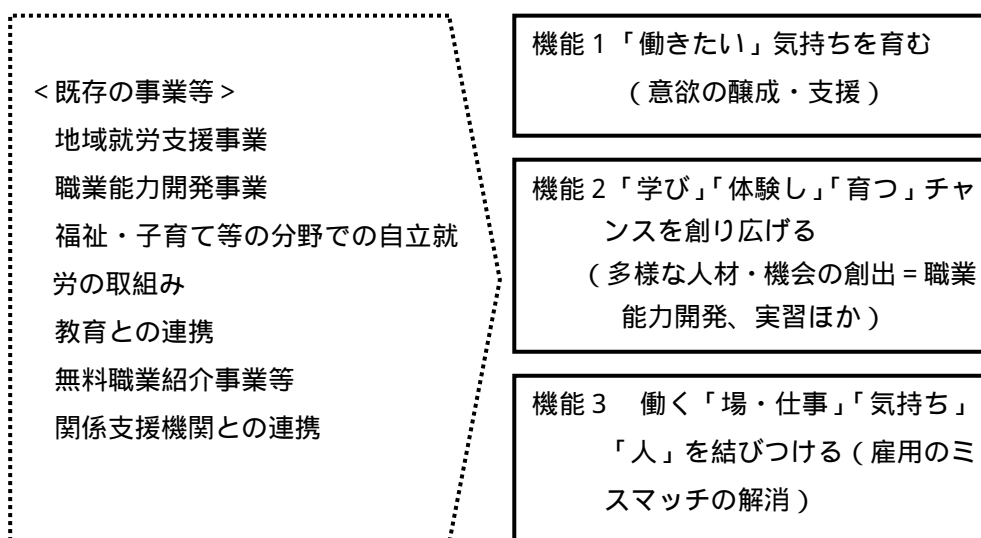 <既存の事業等>
地域就労支援事業
職業能力開発事業
福祉・子育て等の分野での自立就
労の取組み
教育との連携
無料職業紹介事業等
関係支援機関との連携
機能1「働きたい」気持ちを育む
(意欲の醸成・支援)
機能2「学び」「体験し」「育つ」チャ
ンスを創り広げる
(多様な人材・機会の創出=職業
能力開発、実習ほか)
機能3 働く「場・仕事」「気持ち」
「人」を結びつける(雇用のミ
スマッチの解消)